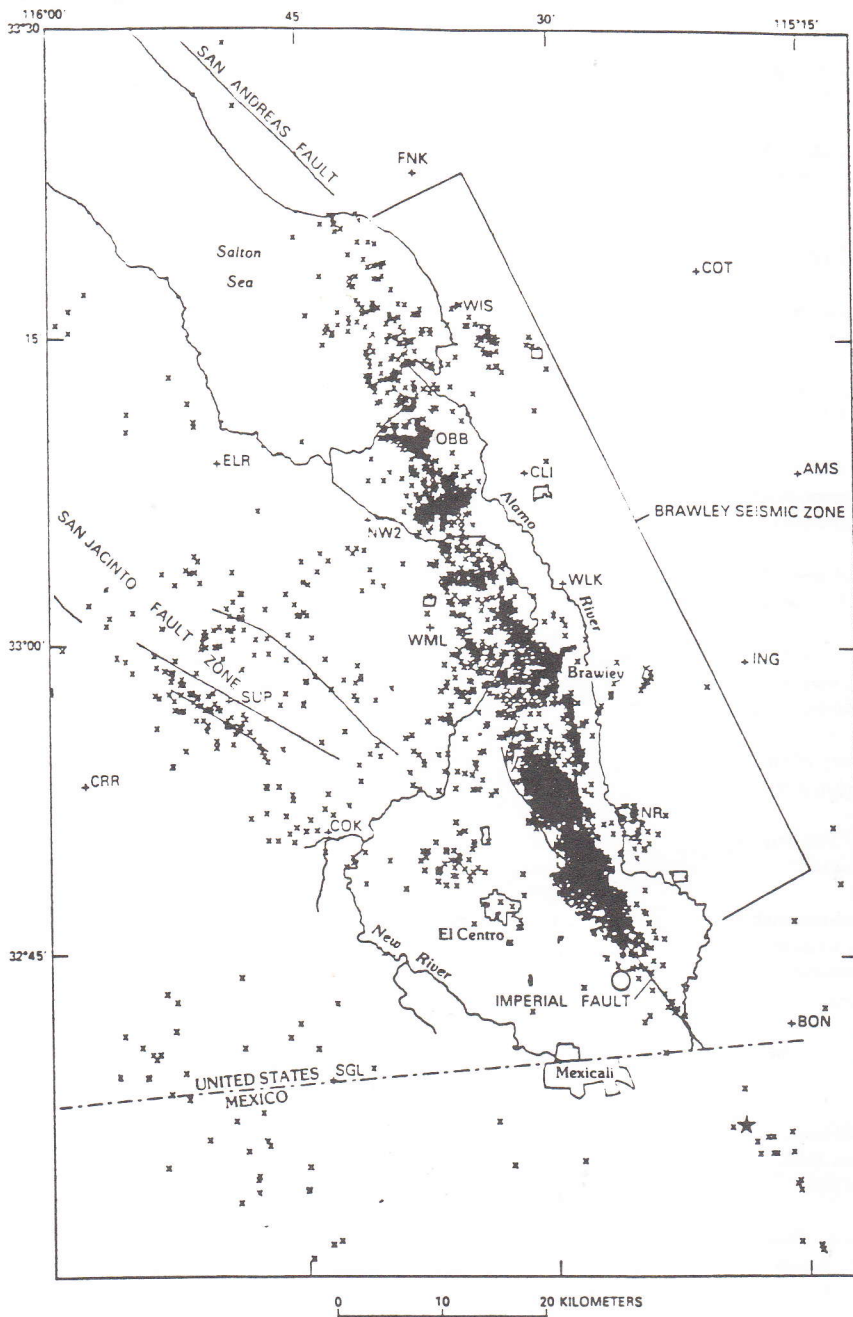 116°00'
45
30'
115°15'
33°30
SAN ANDREAS FAULT
FNK
Salton
Sea
COT
WIS
15
OBB
ELR
CLI
AMS
Alamo
River
BRAWLEY SEISMIC ZONE
NW2
SAN JACINTO
FAULT ZONE
WLK
33°00'
WML
ING
SUP
Brawley
CRR
COK
NR
El Centro
32°45'
New
River
IMPERIAL FAULT
BON
UNITED STATES
MEXICO
SGL
Mexicali
0 10 20 KILOMETERS